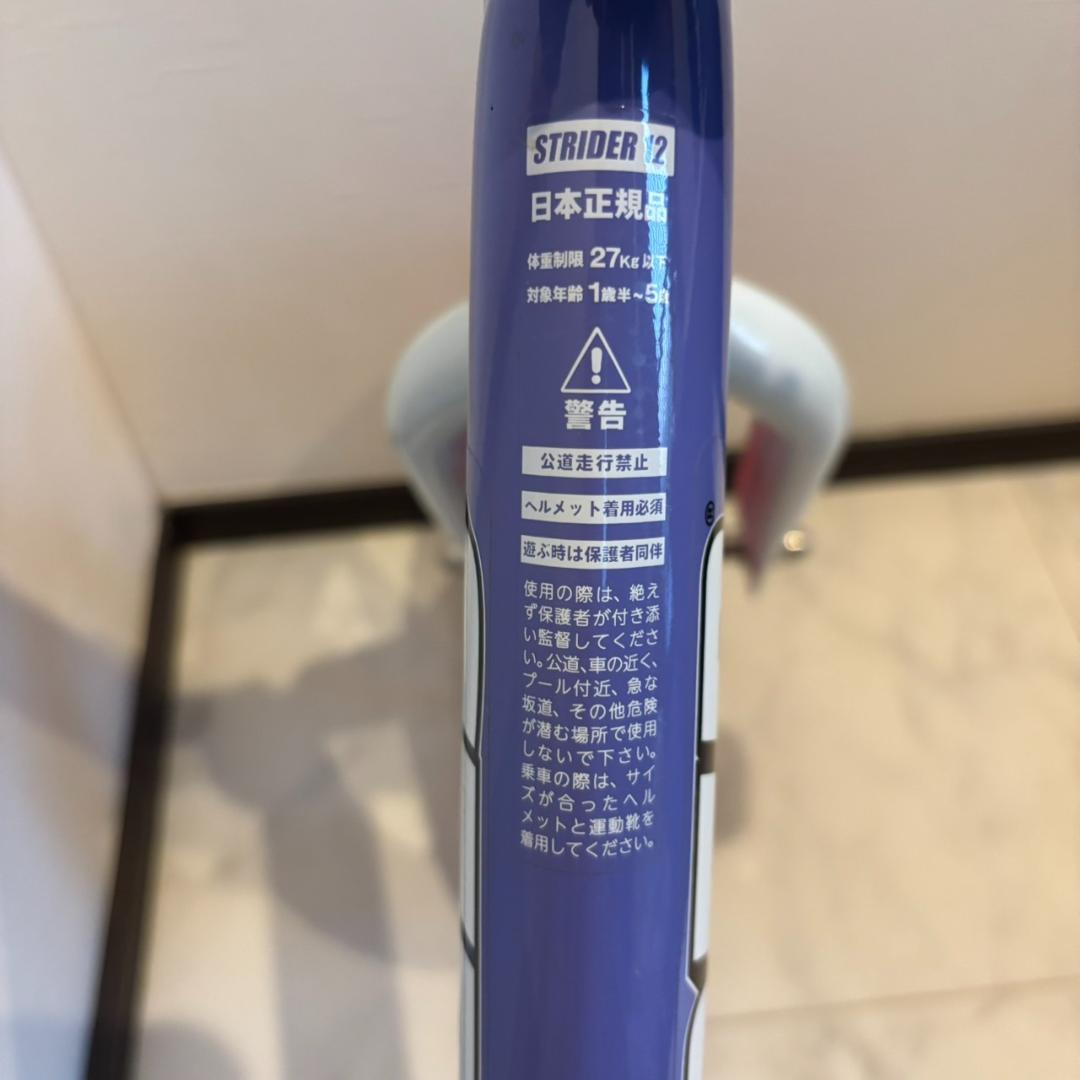 STRIDER 12
日本正規品
体重制限 27Kg以下
対象年齢 1歳半~5歳
警告
公道走行禁止
ヘルメット着用必須
遊ぶ時は保護者同伴
使用の際は、絶え
ず保護者が付き添
い監督してくださ
い。公道、車の近く、
プール付近、急な
坂道、その他危険
が潜む場所で使用
しないで下さい。
乗車の際は、サイ
ズが合ったヘル
メットと運動靴を
着用してください。